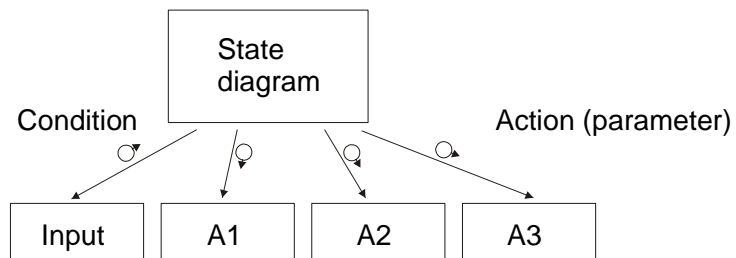 State
diagram
Condition
Action (parameter)
Input
A1
A2
A3